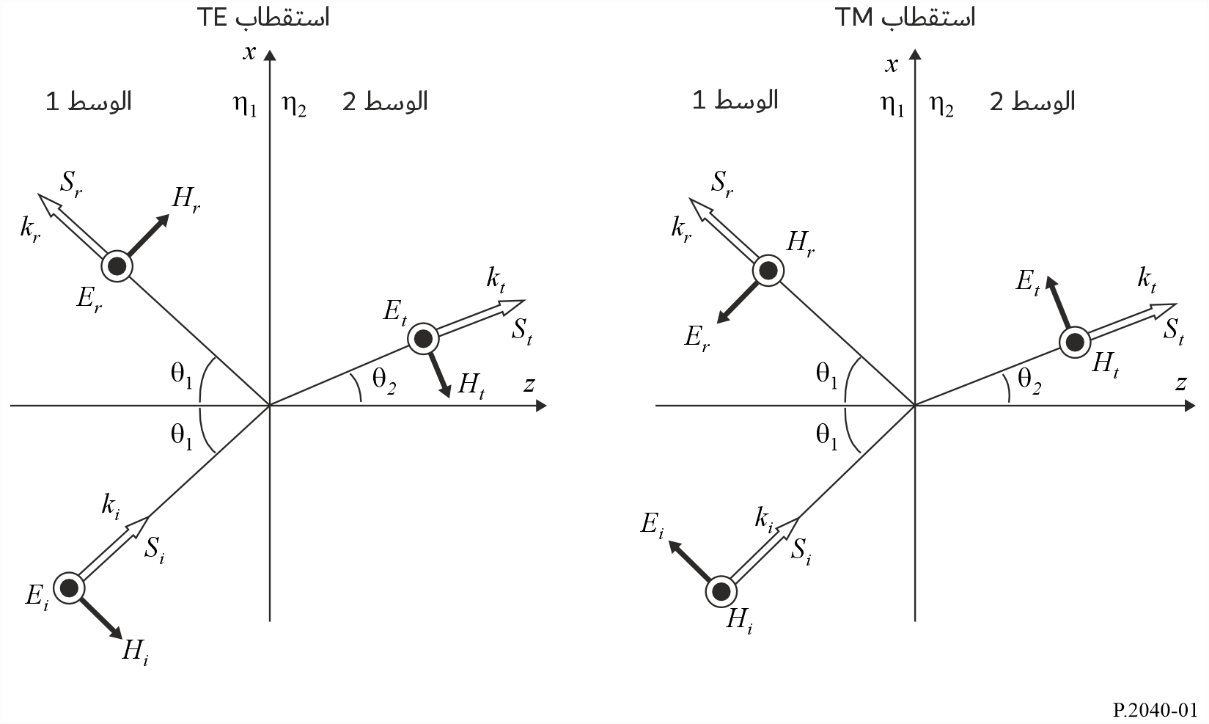 استقطاب TE
x
الوسط 1
η1
η2
الوسط 2
Sr
Hr
kr
Er
kt
Et
St
θ1
θ2
Ht
z
θ1
ki
Si
Ei
Hi
استقطاب TM
x
الوسط 1
η1
η2
الوسط 2
Sr
kr
Hr
Et
kt
Er
St
Ht
θ1
θ2
z
θ1
Ei
ki
Si
Hi
P.2040-01